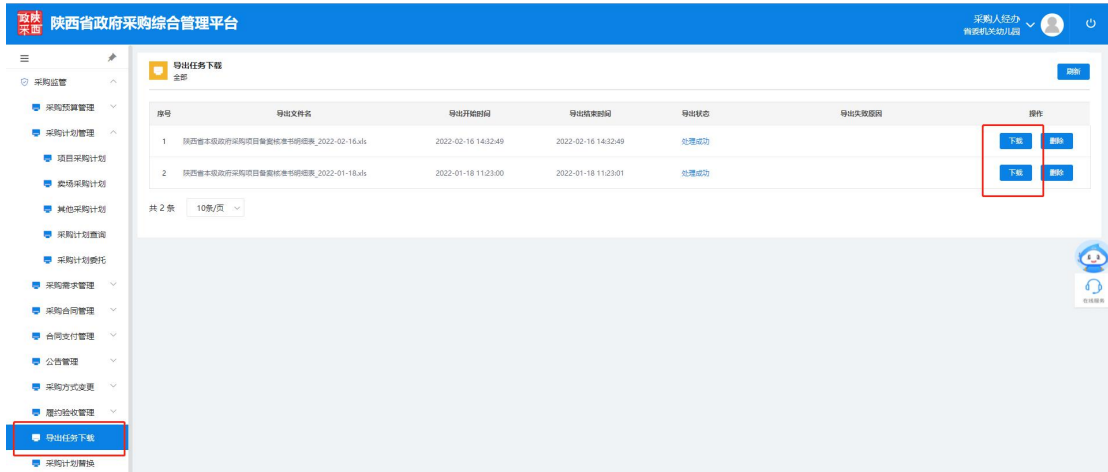 政陕
采西
陕西省政府采购综合管理平台
采购人经办
省委机关幼儿园
采购监管
采购预算管理
采购计划管理
项目采购计划
卖场采购计划
其他采购计划
采购计划查询
采购计划委托
采购需求管理
采购合同管理
合同支付管理
公告管理
采购方式变更
履约验收管理
导出任务下载
采购计划替换
导出任务下载
全部
刷新
序号 导出文件名 导出开始时间 导出结束时间 导出状态 导出失败原因 操作
1 陕西省本级政府采购项目备案核准书明细表_2022-02-16.xls 2022-02-16 14:32:49 2022-02-16 14:32:49 处理成功 下载 删除
2 陕西省本级政府采购项目备案核准书明细表_2022-01-18.xls 2022-01-18 11:23:00 2022-01-18 11:23:01 处理成功 下载 删除
共 2 条 10条/页
在线服务